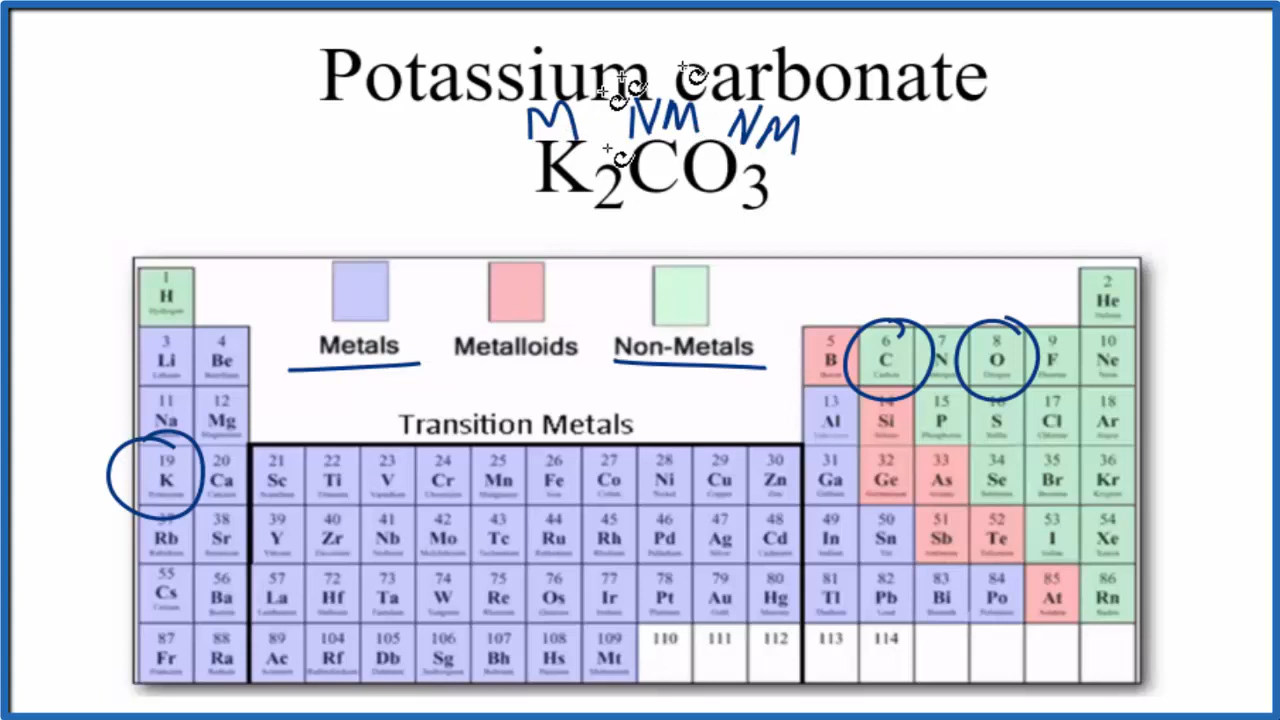 Potassium carbonate
M NM NM
K₂CO₃
1 2
H He
Hydrogen Helium
Metals Metalloids Non-Metals
3 4 5 6 7 8 9 10
Li Be B C N O F Ne
Transition Metals
11 12 13 14 15 16 17 18
Na Mg Al Si P S Cl Ar
19 20 21 22 23 24 25 26 27 28 29 30 31 32 33 34 35 36
K Ca Sc Ti V Cr Mn Fe Co Ni Cu Zn Ga Ge As Se Br Kr
37 38 39 40 41 42 43 44 45 46 47 48 49 50 51 52 53 54
Rb Sr Y Zr Nb Mo Tc Ru Rh Pd Ag Cd In Sn Sb Te I Xe
55 56 57 72 73 74 75 76 77 78 79 80 81 82 83 84 85 86
Cs Ba La Hf Ta W Re Os Ir Pt Au Hg Tl Pb Bi Po At Rn
87 88 89 104 105 106 107 108 109 110 111 112 113 114
Fr Ra Ac Rf Db Sg Bh Hs Mt